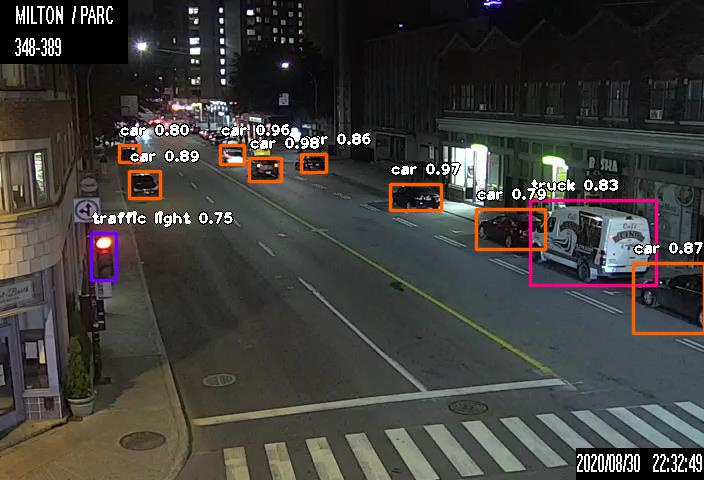 MILTON / PARC
348-389
car 0.80
car 0.96
car 0.98
car 0.86
car 0.89
car 0.97
car 0.79
truck 0.83
traffic light 0.75
Café
car 0.87
2020/08/30 22:32:49